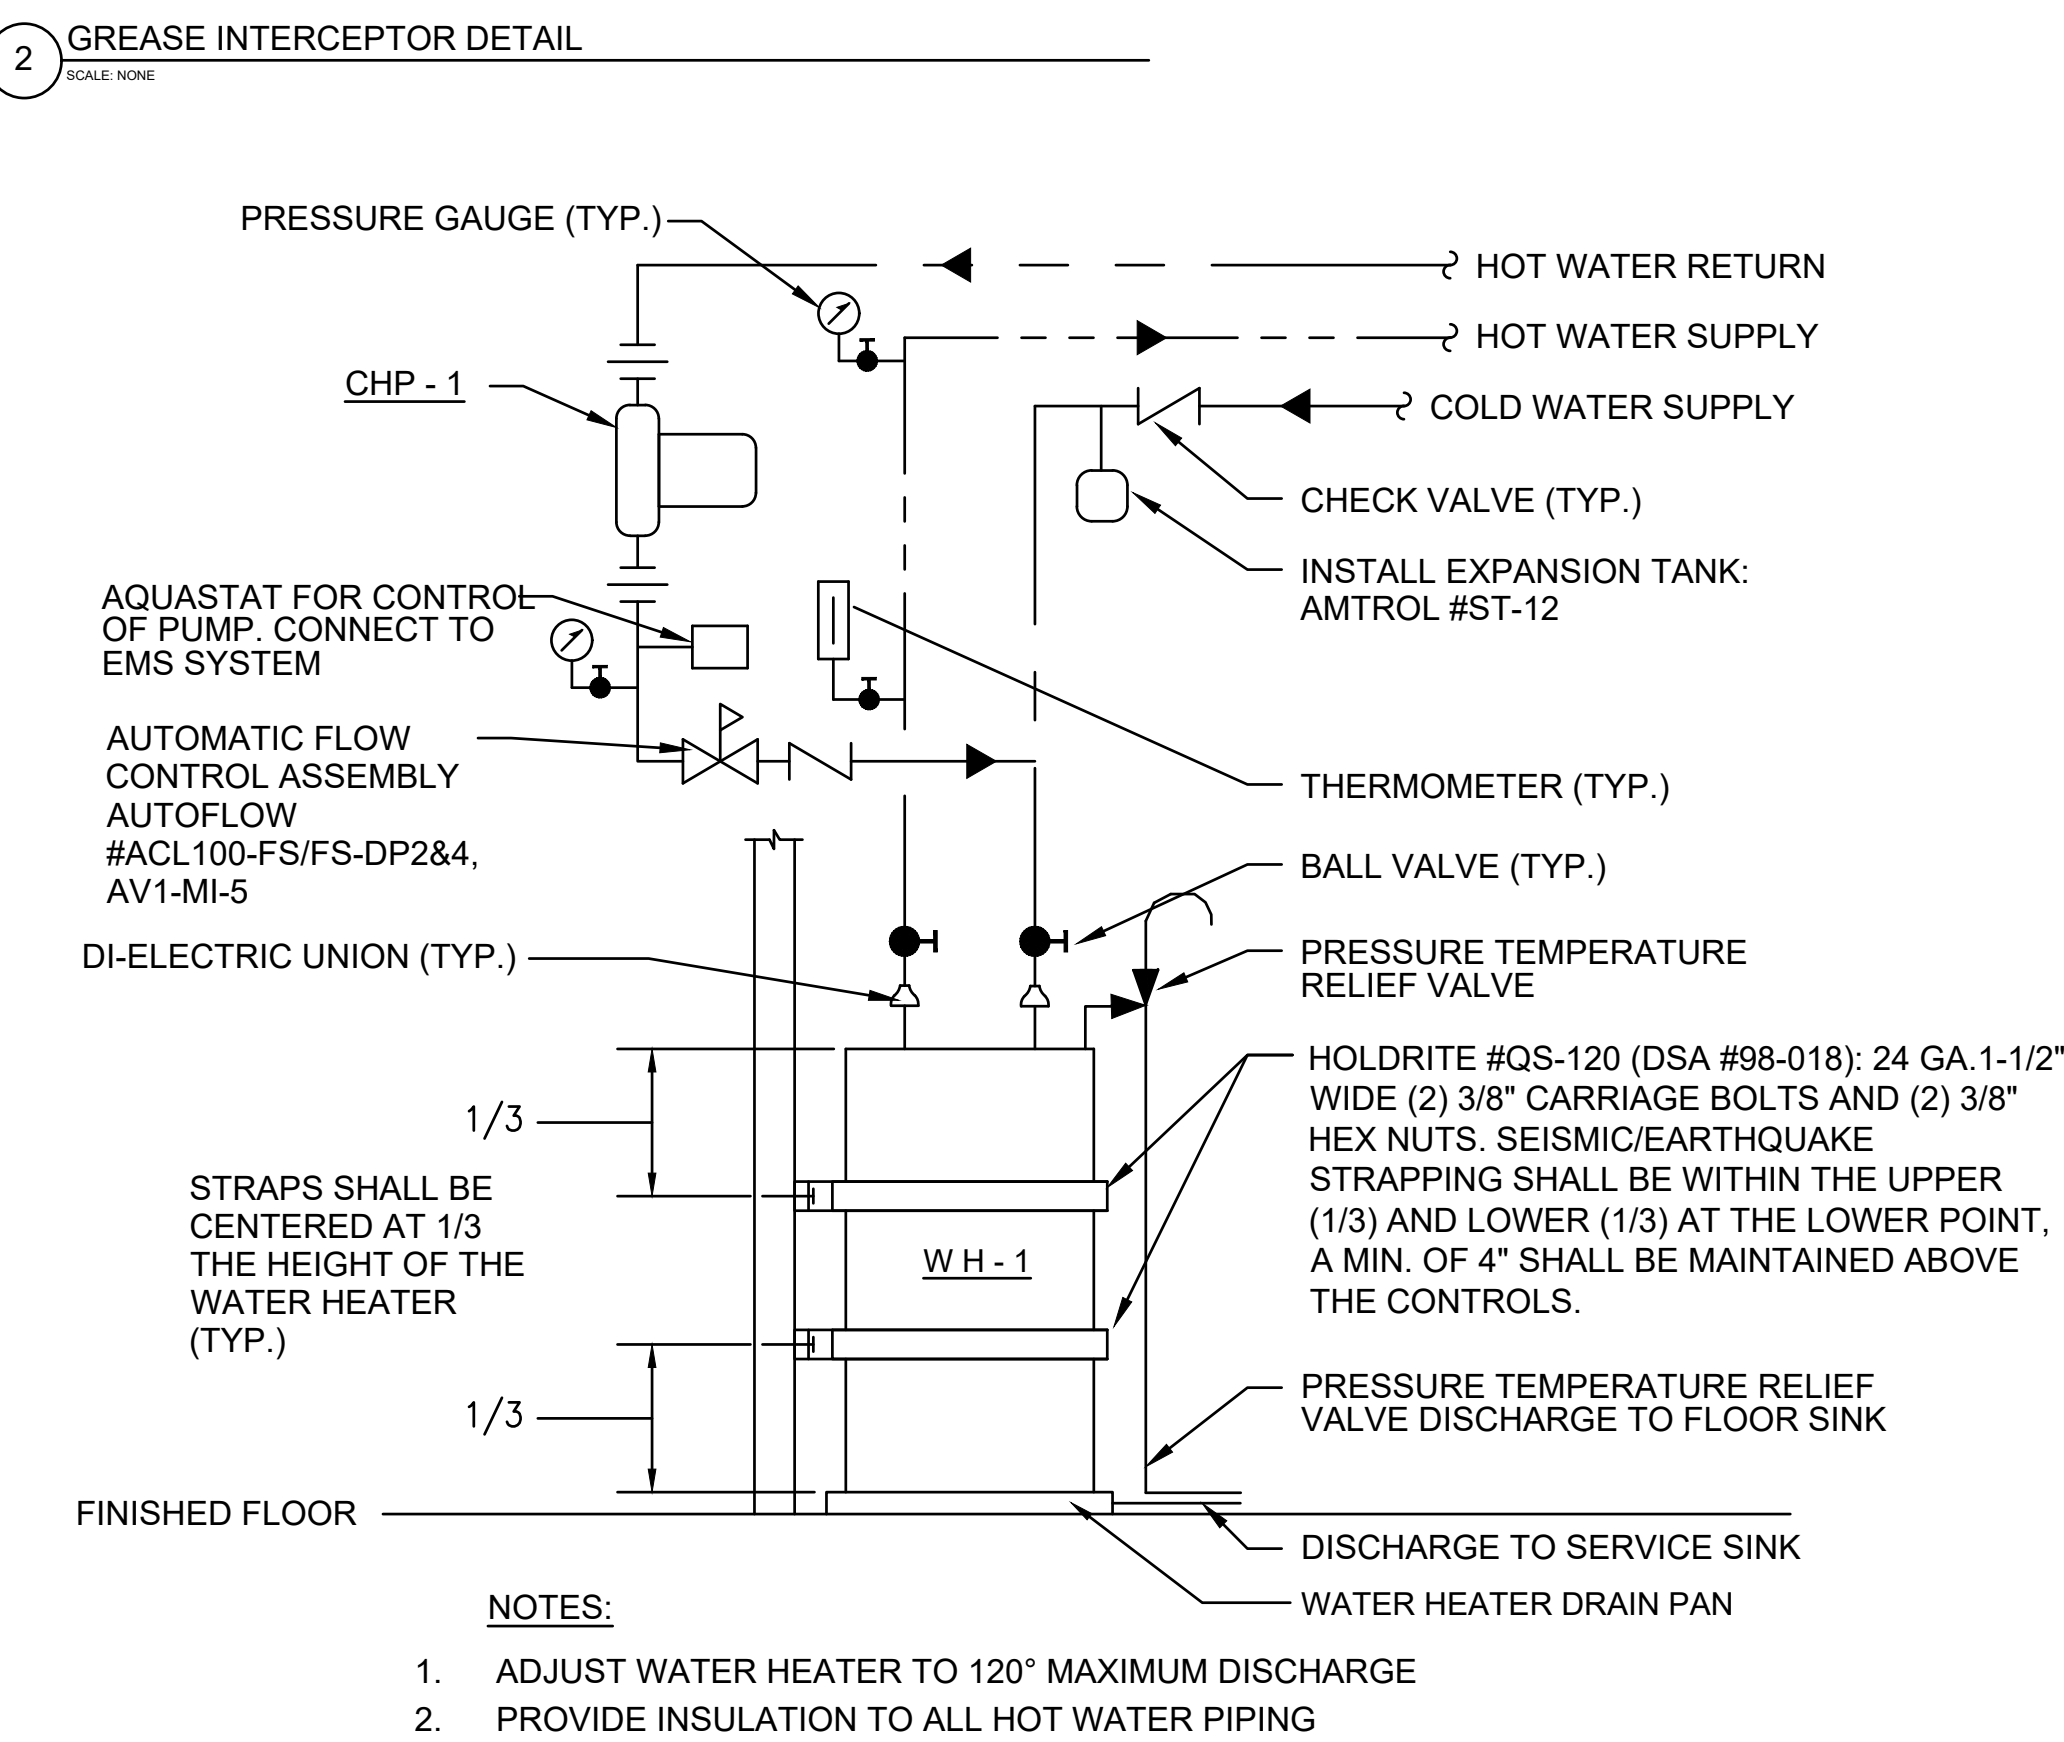 2
GREASE INTERCEPTOR DETAIL
SCALE: NONE
PRESSURE GAUGE (TYP.)
HOT WATER RETURN
HOT WATER SUPPLY
CHP - 1
COLD WATER SUPPLY
CHECK VALVE (TYP.)
INSTALL EXPANSION TANK:
AMTROL #ST-12
AQUASTAT FOR CONTROL
OF PUMP. CONNECT TO
EMS SYSTEM
AUTOMATIC FLOW
CONTROL ASSEMBLY
AUTOFLOW
#ACL100-FS/FS-DP2&4,
AV1-MI-5
THERMOMETER (TYP.)
BALL VALVE (TYP.)
DI-ELECTRIC UNION (TYP.)
PRESSURE TEMPERATURE
RELIEF VALVE
HOLDRITE #QS-120 (DSA #98-018): 24 GA.1-1/2"
WIDE (2) 3/8" CARRIAGE BOLTS AND (2) 3/8"
HEX NUTS. SEISMIC/EARTHQUAKE
STRAPPING SHALL BE WITHIN THE UPPER
(1/3) AND LOWER (1/3) AT THE LOWER POINT,
A MIN. OF 4" SHALL BE MAINTAINED ABOVE
THE CONTROLS.
1/3
STRAPS SHALL BE
CENTERED AT 1/3
THE HEIGHT OF THE
WATER HEATER
(TYP.)
W H - 1
1/3
PRESSURE TEMPERATURE RELIEF
VALVE DISCHARGE TO FLOOR SINK
FINISHED FLOOR
DISCHARGE TO SERVICE SINK
WATER HEATER DRAIN PAN
NOTES:
1. ADJUST WATER HEATER TO 120° MAXIMUM DISCHARGE
2. PROVIDE INSULATION TO ALL HOT WATER PIPING